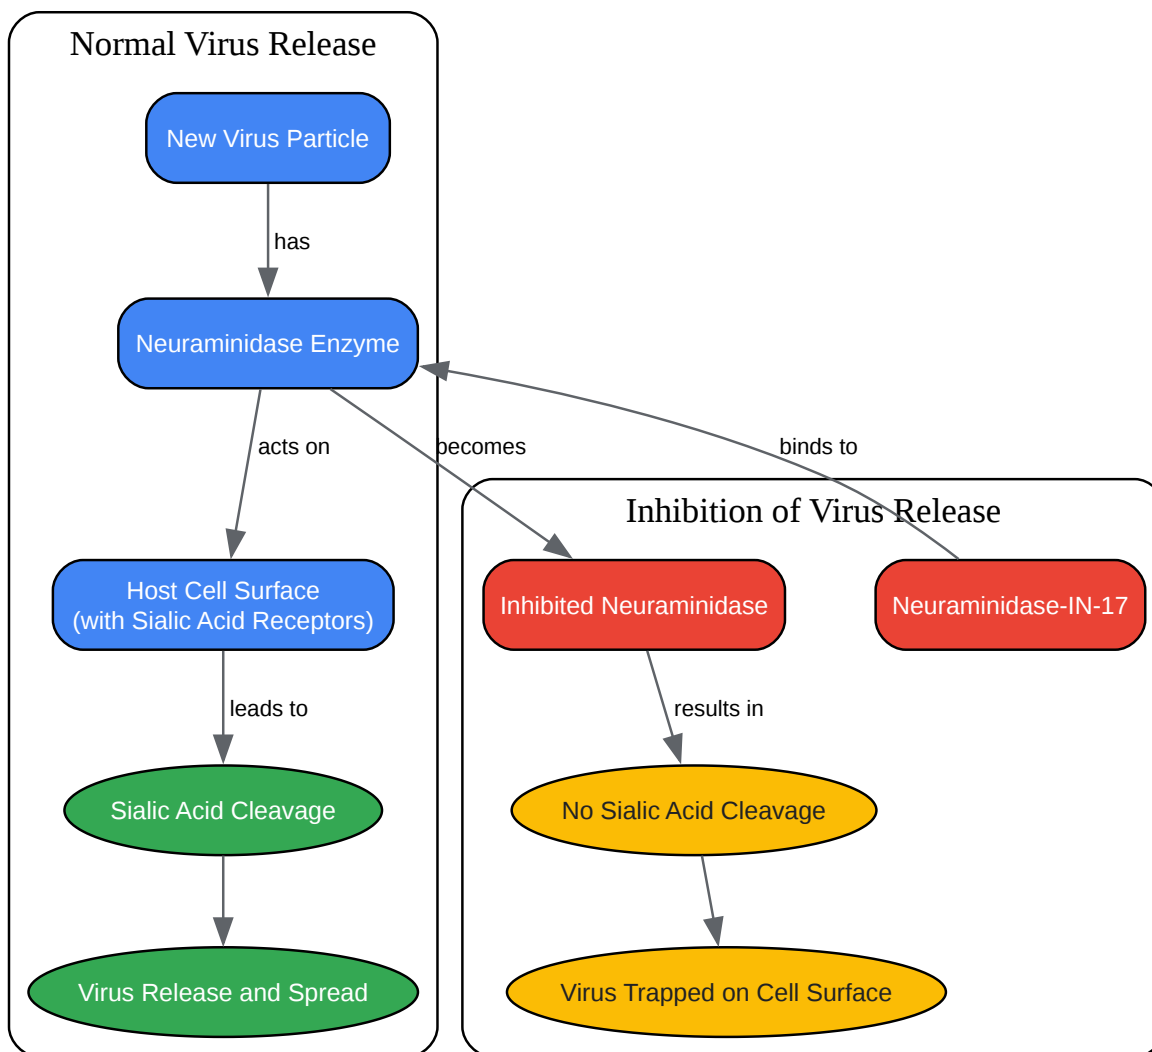 Normal Virus Release
New Virus Particle
has
Neuraminidase Enzyme
acts on
becomes
binds to
Inhibition of Virus Release
Host Cell Surface
(with Sialic Acid Receptors)
Inhibited Neuraminidase
Neuraminidase-IN-17
leads to
results in
Sialic Acid Cleavage
No Sialic Acid Cleavage
Virus Release and Spread
Virus Trapped on Cell Surface